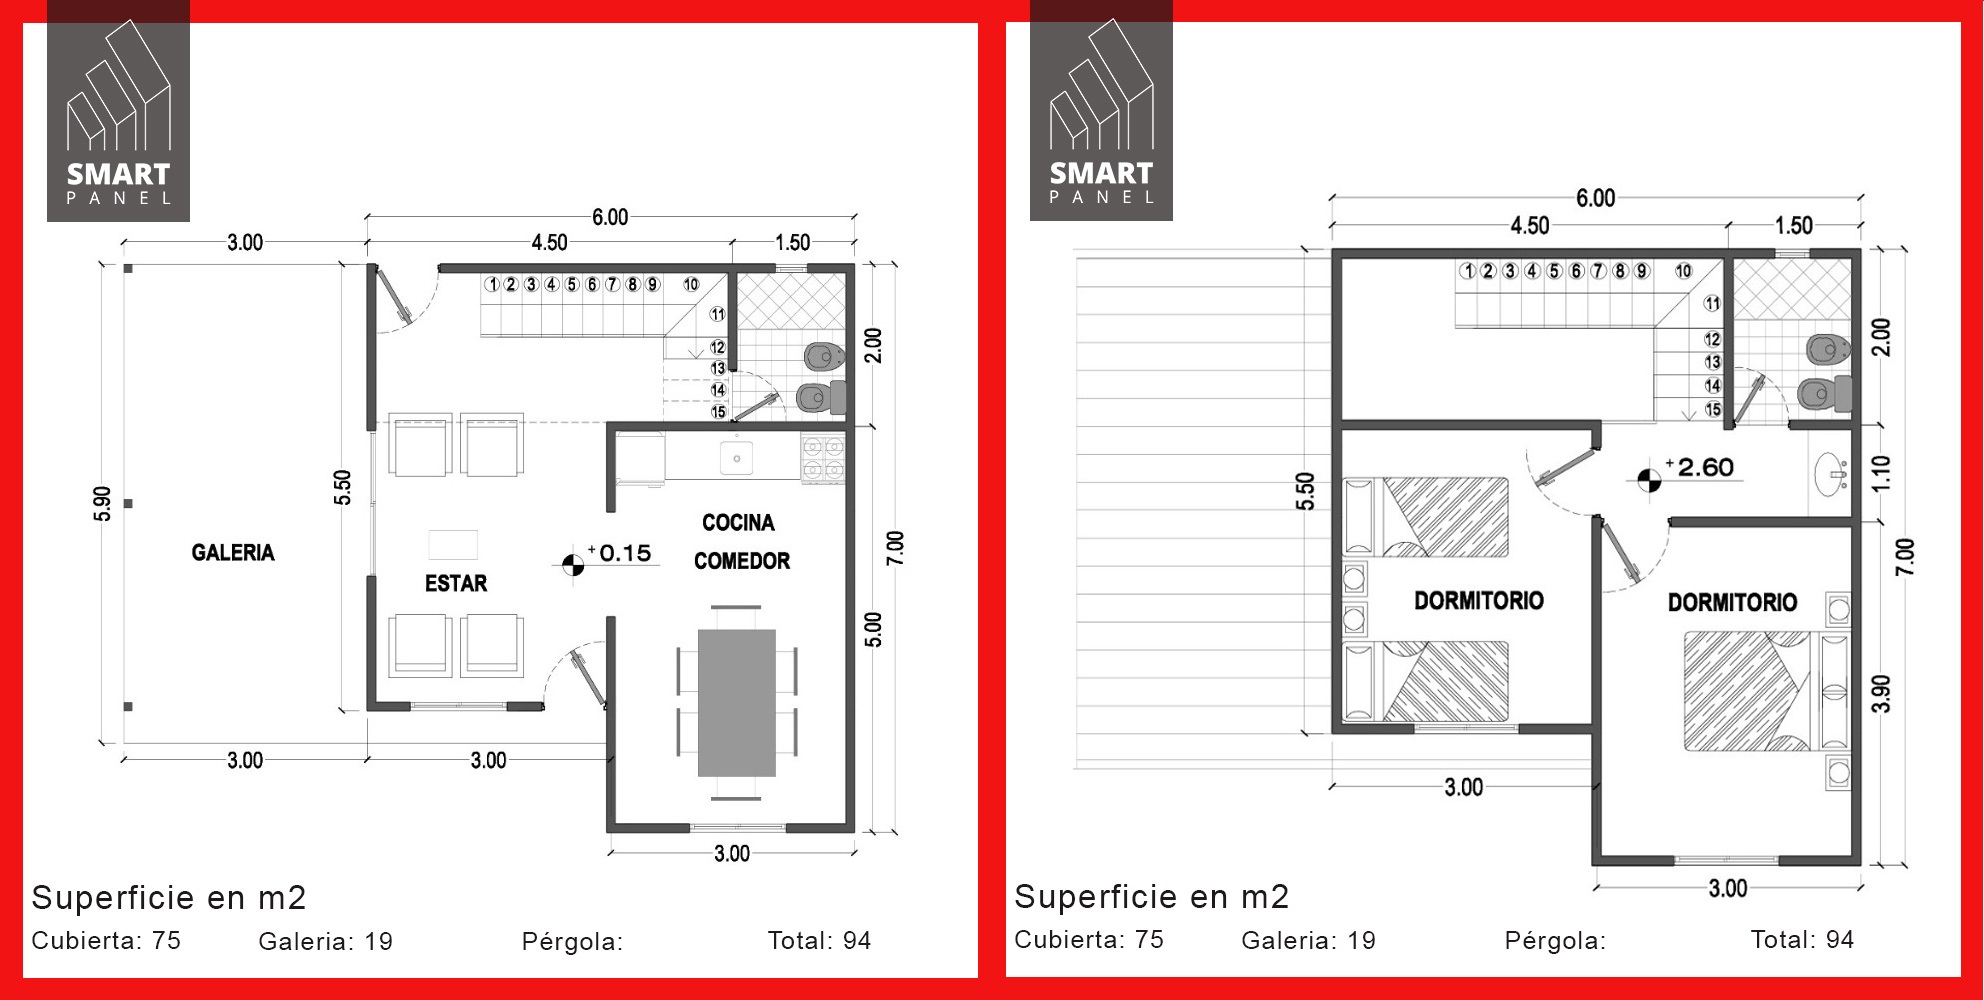 SMART
PANEL
6.00
3.00
4.50
1.50
1 2 3 4 5 6 7 8 9 10
11
12
13
14
15
2.00
5.90
5.50
COCINA
COMEDOR
GALERIA
+0.15
ESTAR
7.00
5.00
3.00
3.00
3.00
Superficie en m2
Cubierta: 75 Galeria: 19 Pérgola: Total: 94
SMART
PANEL
6.00
4.50
1.50
1 2 3 4 5 6 7 8 9 10
11
12
13
14
15
2.00
+2.60
1.10
5.50
7.00
DORMITORIO
DORMITORIO
3.90
3.00
3.00
Superficie en m2
Cubierta: 75 Galeria: 19 Pérgola: Total: 94